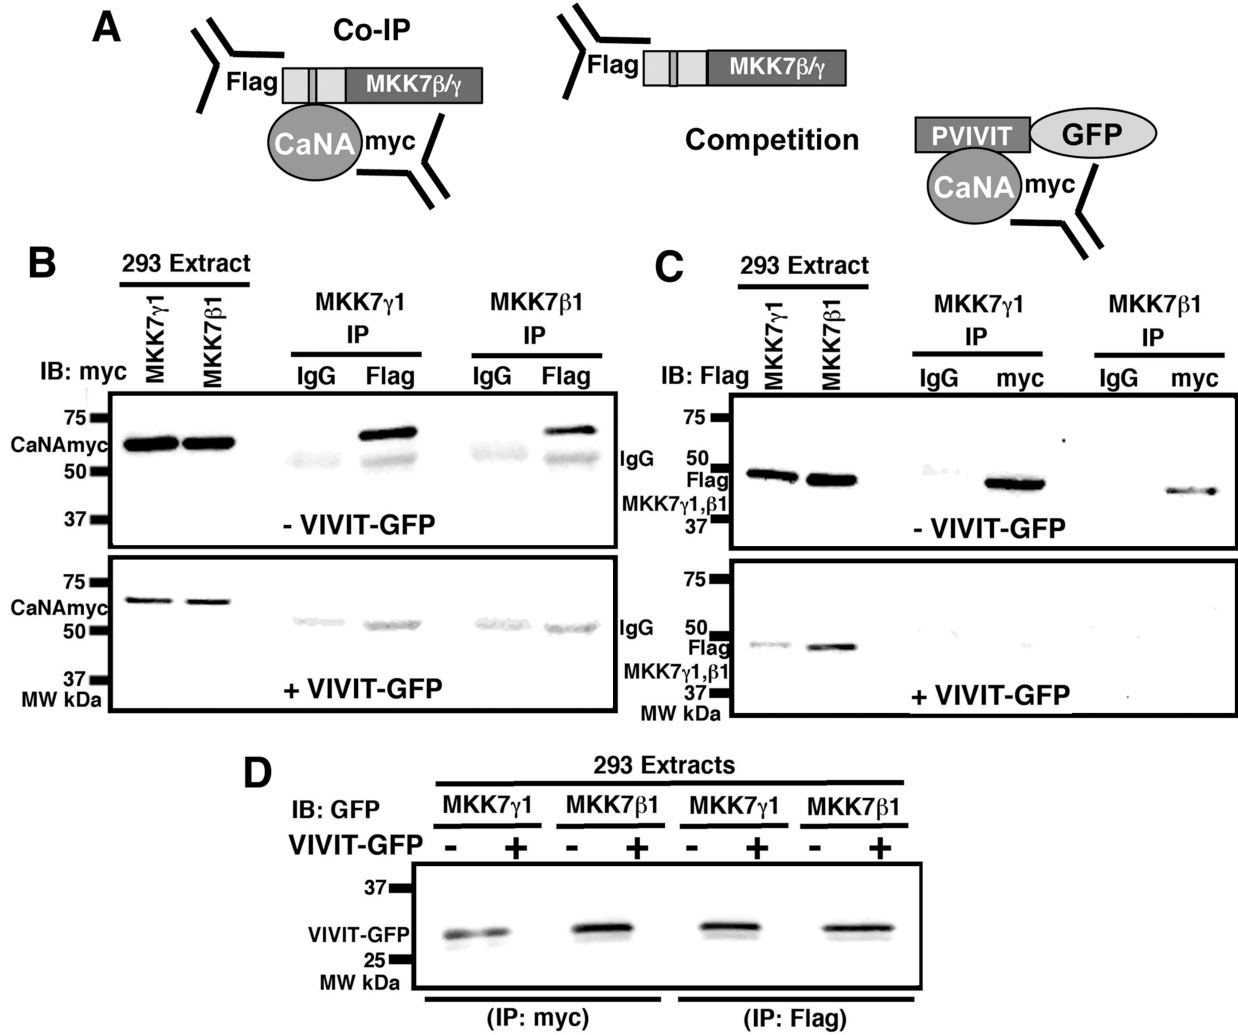 A
Co-IP
Flag
MKK7β/γ
CaNA
myc
Flag
MKK7β/γ
Competition
PVIVIT
GFP
CaNA
myc
B
293 Extract
MKK7γ1
MKK7β1
MKK7γ1
IP
MKK7β1
IP
IB: myc
IgG
Flag
IgG
Flag
75
CaNAmyc
50
37
IgG
- VIVIT-GFP
75
CaNAmyc
50
37
MW kDa
IgG
+ VIVIT-GFP
C
293 Extract
MKK7γ1
MKK7β1
MKK7γ1
IP
MKK7β1
IP
IB: Flag
IgG
myc
IgG
myc
75
50
Flag
MKK7γ1,β1
37
- VIVIT-GFP
75
50
Flag
MKK7γ1,β1
37
MW kDa
+ VIVIT-GFP
D
293 Extracts
IB: GFP
MKK7γ1
MKK7β1
MKK7γ1
MKK7β1
VIVIT-GFP
- + - + - + - +
37
VIVIT-GFP
25
MW kDa
(IP: myc)
(IP: Flag)